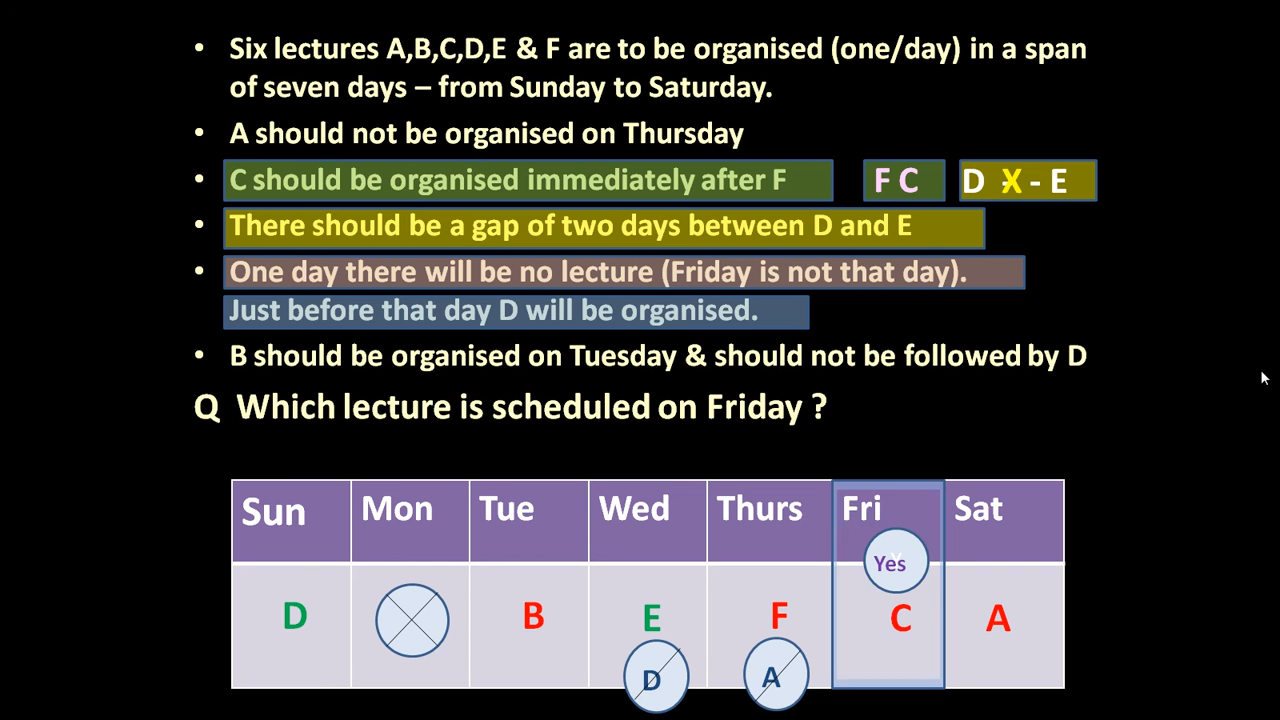 • Six lectures A,B,C,D,E & F are to be organised (one/day) in a span
of seven days – from Sunday to Saturday.
• A should not be organised on Thursday
• C should be organised immediately after F F C D X - E
• There should be a gap of two days between D and E
• One day there will be no lecture (Friday is not that day).
Just before that day D will be organised.
• B should be organised on Tuesday & should not be followed by D
Q Which lecture is scheduled on Friday ?
Sun Mon Tue Wed Thurs Fri Sat
Yes
D B E F C A
D A